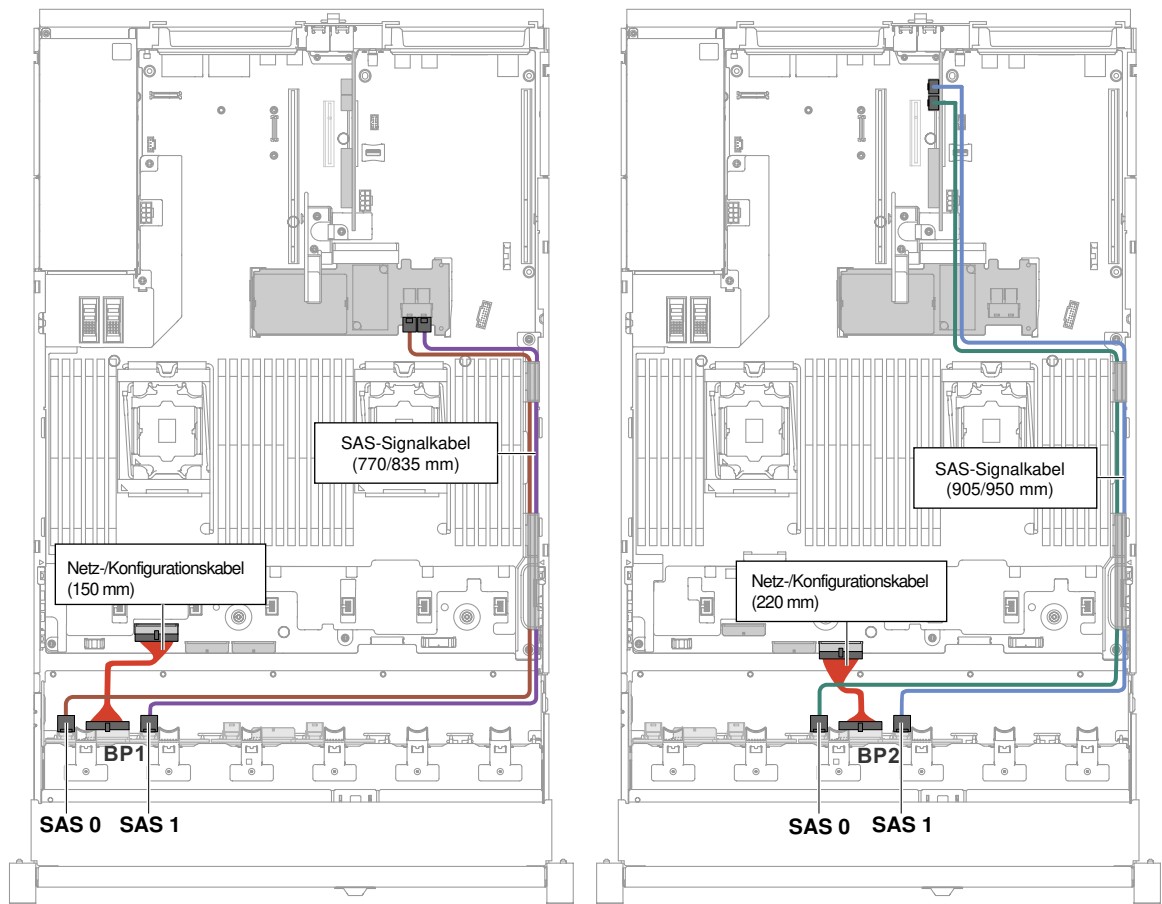 SAS-Signalkabel
(770/835 mm)
Netz-/Konfigurationskabel
(150 mm)
BP1
SAS 0
SAS 1
SAS-Signalkabel
(905/950 mm)
Netz-/Konfigurationskabel
(220 mm)
BP2
SAS 0
SAS 1